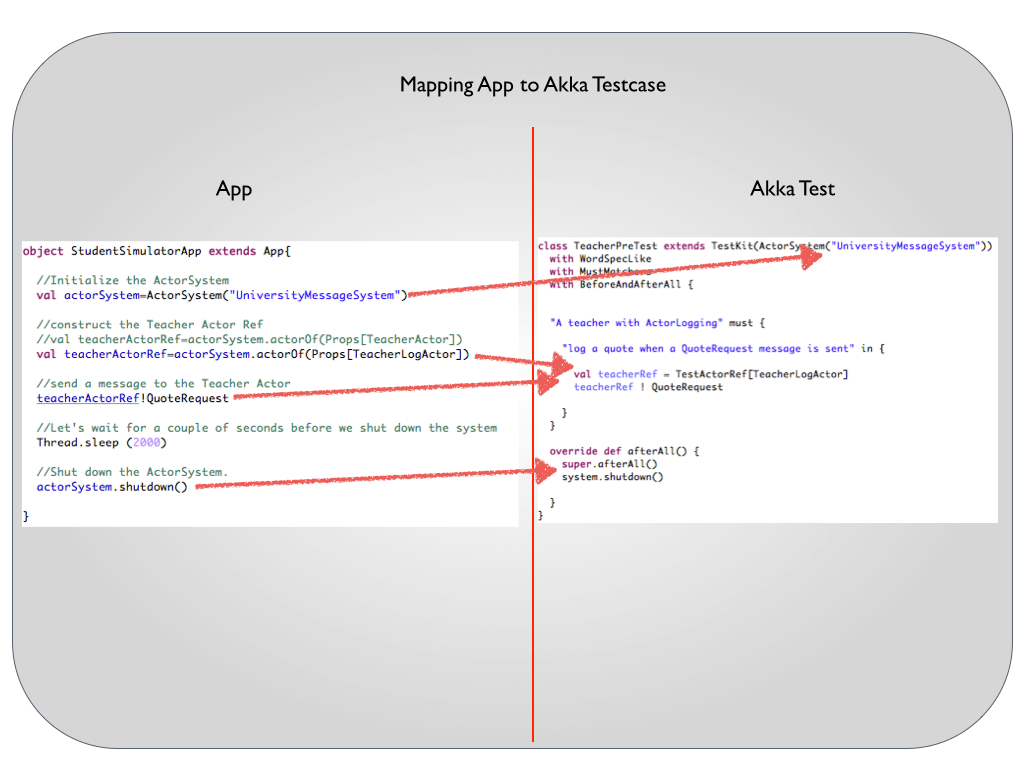 Mapping App to Akka Testcase
App
object StudentSimulatorApp extends App{
//Initialize the ActorSystem
val actorSystem=ActorSystem("UniversityMessageSystem")
//construct the Teacher Actor Ref
//val teacherActorRef=actorSystem.actorOf(Props[TeacherActor])
val teacherActorRef=actorSystem.actorOf(Props[TeacherLogActor])
//send a message to the Teacher Actor
teacherActorRef!QuoteRequest
//Let's wait for a couple of seconds before we shut down the system
Thread.sleep (2000)
//Shut down the ActorSystem.
actorSystem.shutdown()
}
Akka Test
class TeacherPreTest extends TestKit(ActorSystem("UniversityMessageSystem"))
with WordSpecLike
with MustMatchers
with BeforeAndAfterAll {
"A teacher with ActorLogging" must {
"log a quote when a QuoteRequest message is sent" in {
val teacherRef = TestActorRef[TeacherLogActor]
teacherRef ! QuoteRequest
}
}
override def afterAll() {
super.afterAll()
system.shutdown()
}
}